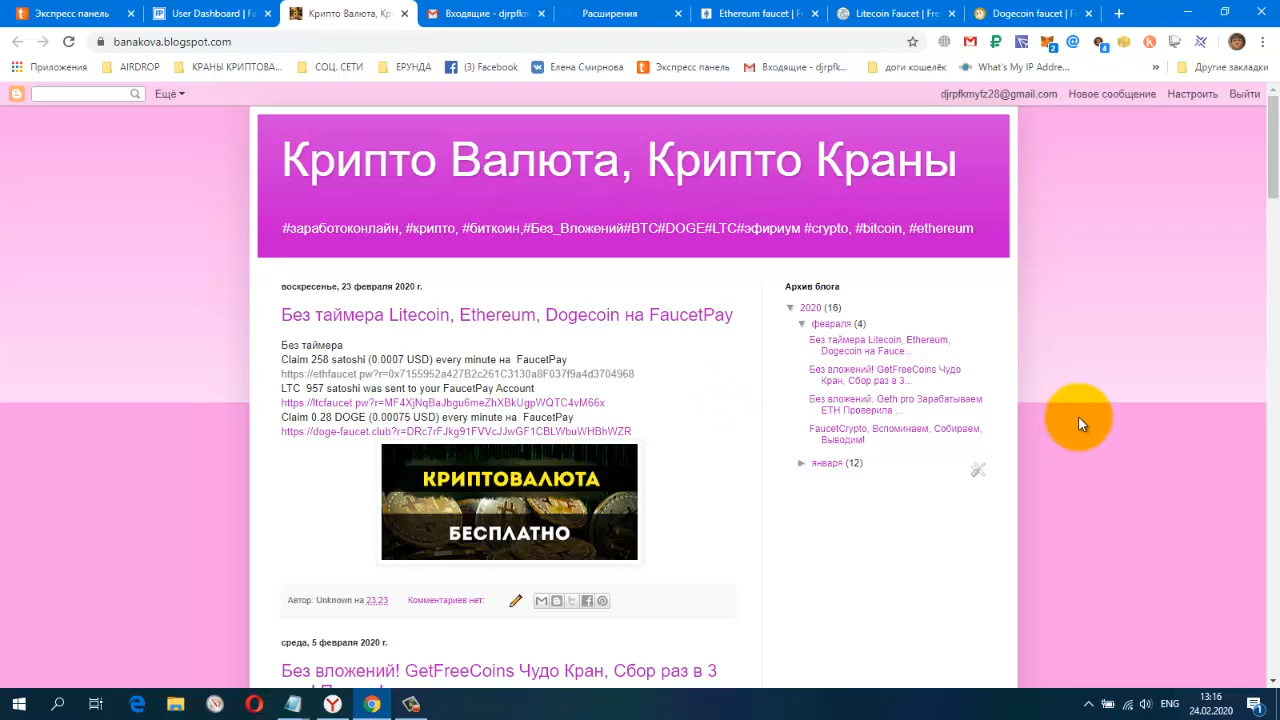 Экспресс панель
User Dashboard | Fa
Крипто Валюта, Кр
Входящие - djrpfkm
Расширения
Ethereum faucet | F
Litecoin faucet | Fre
Dogecoin faucet | F
banakova.blogspot.com
Приложения
AIRDROP
КРАНЫ КРИПТОВА...
СОЦ. СЕТИ
ЕРУНДА
(3) Facebook
Елена Смирнова
Экспресс панель
Входящие - djrpfk...
доги кошелёк
What's My IP Addre...
»
Другие закладки
Ещё
djrpfkmyfz28@gmail.com
Новое сообщение
Настроить
Выйти
Крипто Валюта, Крипто Краны
#заработоконлайн, #крипто, #биткоин,#Без_Вложений#BTC#DOGE#LTC#эфириум #crypto, #bitcoin, #ethereum
воскресенье, 23 февраля 2020 г.
Без таймера Litecoin, Ethereum, Dogecoin на FaucetPay
Без таймера
Claim 258 satoshi (0.0007 USD) every minute на FaucetPay
https://ethfaucet.pw?r=0x7155952a427B2c261C3130a8F037f9a4d3704968
LTC 957 satoshi was sent to your FaucetPay Account
https://ltcfaucet.pw?r=MF4XjNqBaJbgu6meZhXBkUgpWQTC4vM66x
Claim 0.28 DOGE (0.00075 USD) every minute на FaucetPay
https://doge-faucet.club?r=DRc7rFJkg91FVVcJJwGF1CBLWbuWHBhWZR
КРИПТОВАЛЮТА
БЕСПЛАТНО
Автор: Unknown на 23:23
Комментариев нет:
среда, 5 февраля 2020 г.
Без вложений! GetFreeCoins Чудо Кран, Сбор раз в 3
Архив блога
2020 (16)
февраля (4)
Без таймера Litecoin, Ethereum,
Dogecoin на Fauce...
Без вложений! GetFreeCoins Чудо
Кран, Сбор раз в 3...
Без вложений. Geth pro Зарабатываем
ETH Проверила ...
FaucetCrypto, Вспоминаем, Собираем,
Выводим!
января (12)
13:16
24.02.2020